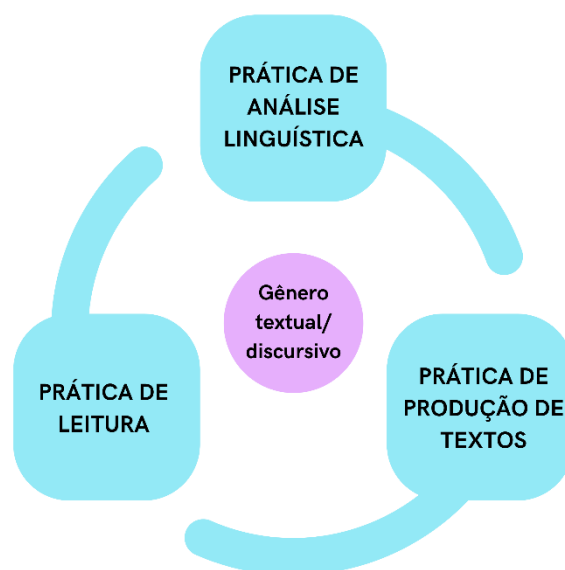 PRÁTICA DE
ANÁLISE
LINGUÍSTICA
Gênero
textual/
discursivo
PRÁTICA DE
LEITURA
PRÁTICA DE
PRODUÇÃO DE
TEXTOS